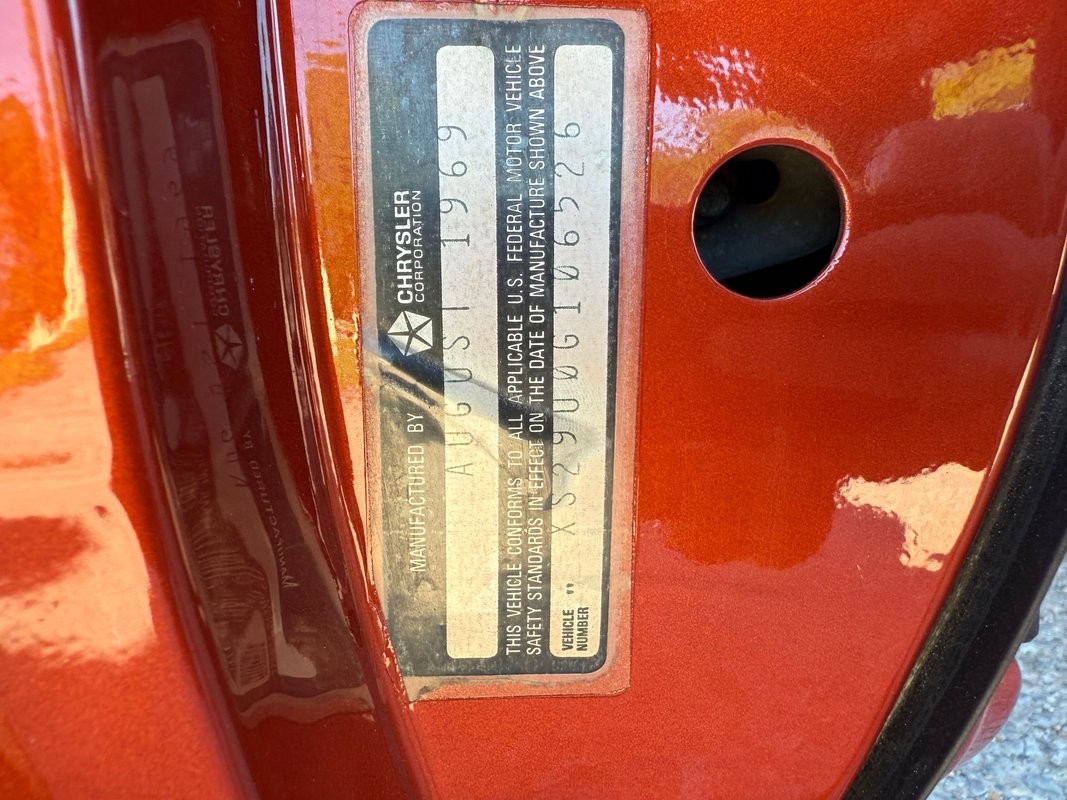 MANUFACTURED BY CHRYSLER
CORPORATION
AUGUST 1969
THIS VEHICLE CONFORMS TO ALL APPLICABLE U.S. FEDERAL MOTOR VEHICLE
SAFETY STANDARDS IN EFFECT ON THE DATE OF MANUFACTURE SHOWN ABOVE
VEHICLE
NUMBER " XS29U0G106526